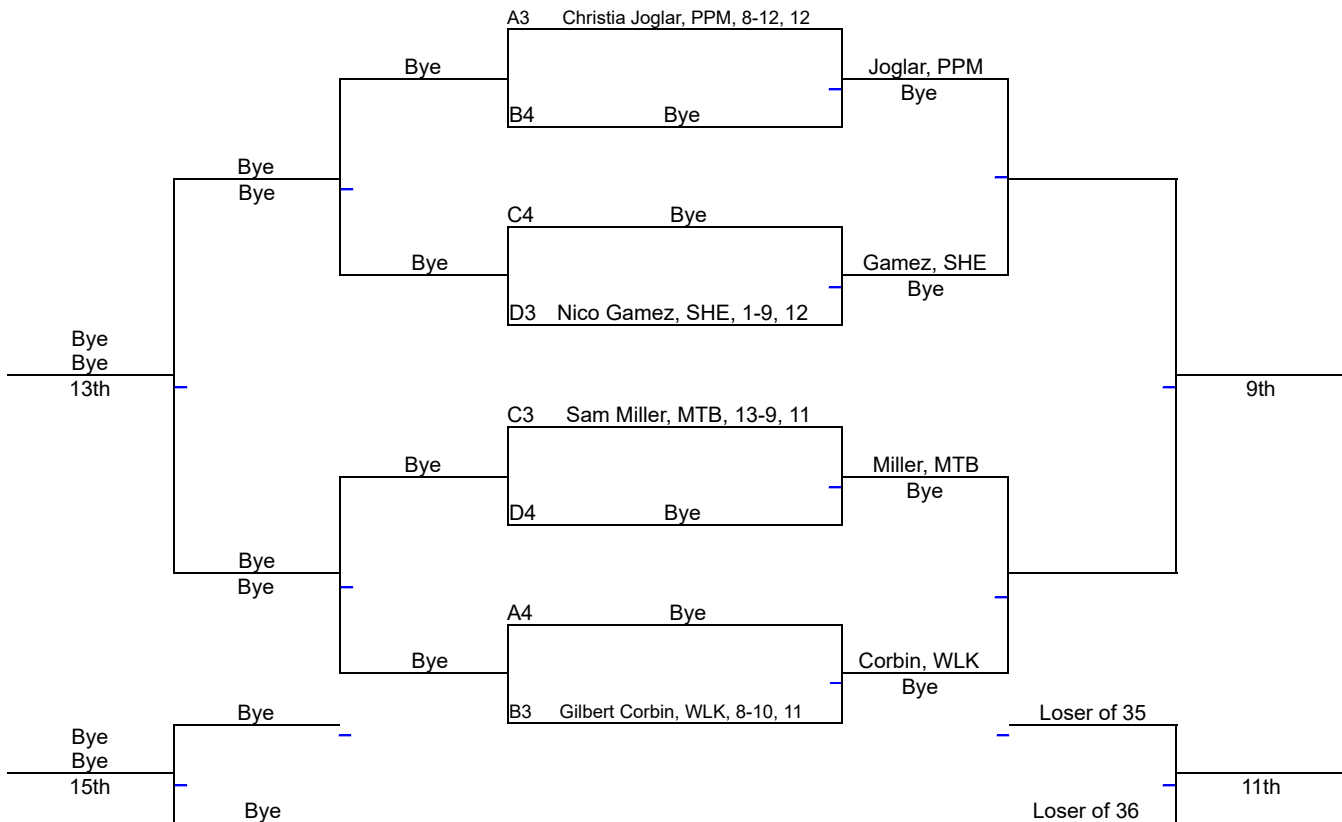 A3 Christia Joglar, PPM, 8-12, 12
Bye
Joglar, PPM
Bye
B4 Bye
Bye
Bye
C4 Bye
Bye
Gamez, SHE
Bye
D3 Nico Gamez, SHE, 1-9, 12
Bye
Bye
13th
9th
C3 Sam Miller, MTB, 13-9, 11
Bye
Miller, MTB
Bye
D4 Bye
Bye
Bye
A4 Bye
Bye
Corbin, WLK
Bye
B3 Gilbert Corbin, WLK, 8-10, 11
Bye
Loser of 35
Bye
Bye
15th
11th
Bye
Loser of 36